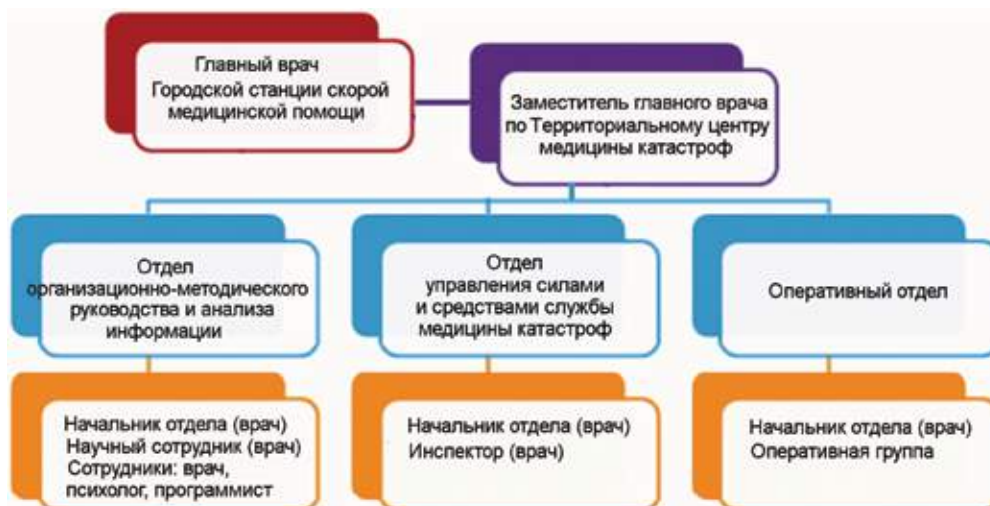 Главный врач
Городской станции скорой
медицинской помощи
Заместитель главного врача
по Территориальному центру
медицины катастроф
Отдел
организационно-методического
руководства и анализа
информации
Отдел
управления силами
и средствами службы
медицины катастроф
Оперативный отдел
Начальник отдела (врач)
Научный сотрудник (врач)
Сотрудники: врач,
психолог, программист
Начальник отдела (врач)
Инспектор (врач)
Начальник отдела (врач)
Оперативная группа